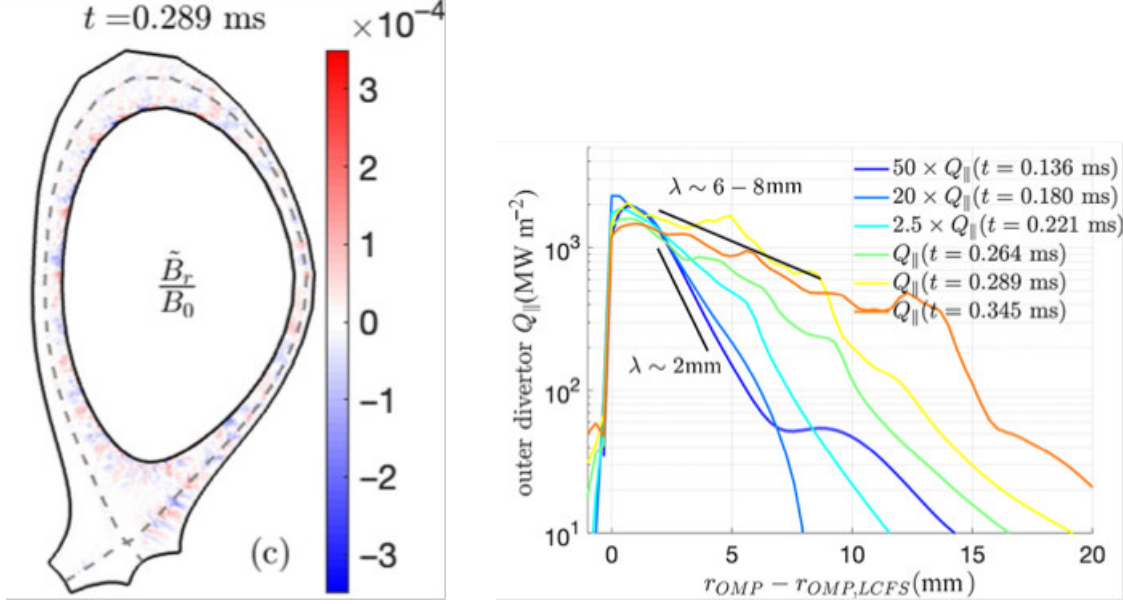 t =0.289 ms
×10⁻⁴
3
2
1
0
−1
−2
−3
B̃r
B0
(c)
outer divertor Q∥(MW m⁻²)
10³
10²
10¹
λ ∼ 6 − 8mm
λ ∼ 2mm
50 × Q∥(t = 0.136 ms)
20 × Q∥(t = 0.180 ms)
2.5 × Q∥(t = 0.221 ms)
Q∥(t = 0.264 ms)
Q∥(t = 0.289 ms)
Q∥(t = 0.345 ms)
0 5 10 15 20
rOMP − rOMP,LCFS(mm)